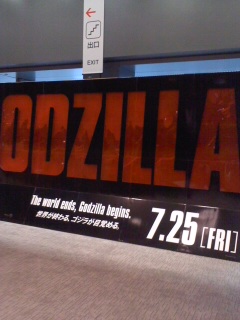 出口
EXIT
ODZILLA
The world ends, Godzilla begins.
世界が終わる、ゴジラが目覚める。
7.25 [FRI]